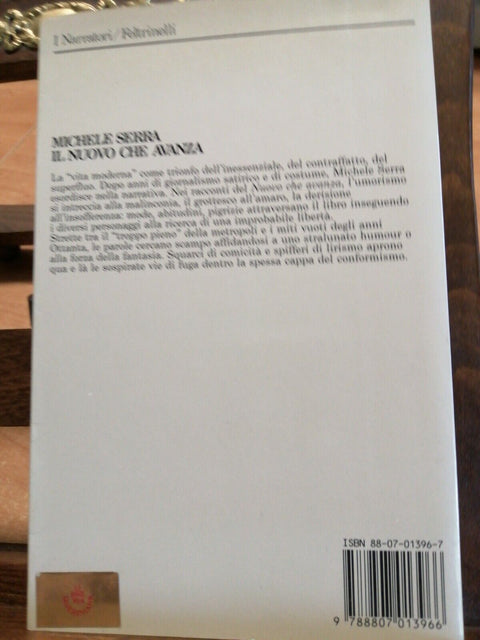 I Narratori/Feltrinelli
MICHELE SERRA
IL NUOVO CHE AVANZA
La "vita moderna" come trionfo dell'inessenziale, del contraffatto, del
superfluo. Dopo anni di giornalismo satirico e di costume, Michele Serra
esordisce nella narrativa. Nei racconti del Nuovo che avanza, l'umorismo
si intreccia alla malinconia, il grottesco all'amaro, la derisione
all'insofferenza: mode, abitudini, pigrizie attraversano il libro inseguendo
i diversi personaggi alla ricerca di una improbabile libertà.
Strette tra il "troppo pieno" della metropoli e i miti vuoti degli anni
Ottanta, le parole cercano scampo affidandosi a uno stralunato humour o
alla forza della fantasia. Squarci di comicità e spifferi di lirismo aprono
qua e là le sospirate vie di fuga dentro la spessa cappa del conformismo.
ISBN 88-07-01396-7
9 788807 013966